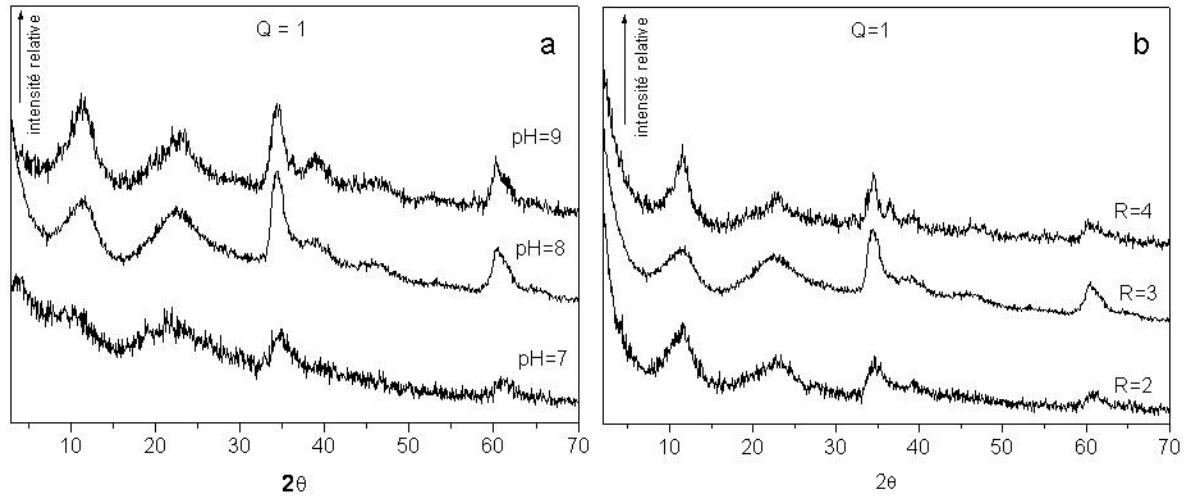 intensité relative
Q = 1
a
pH=9
pH=8
pH=7
10 20 30 40 50 60 70
2θ
intensité relative
Q=1
b
R=4
R=3
R=2
10 20 30 40 50 60 70
2θ